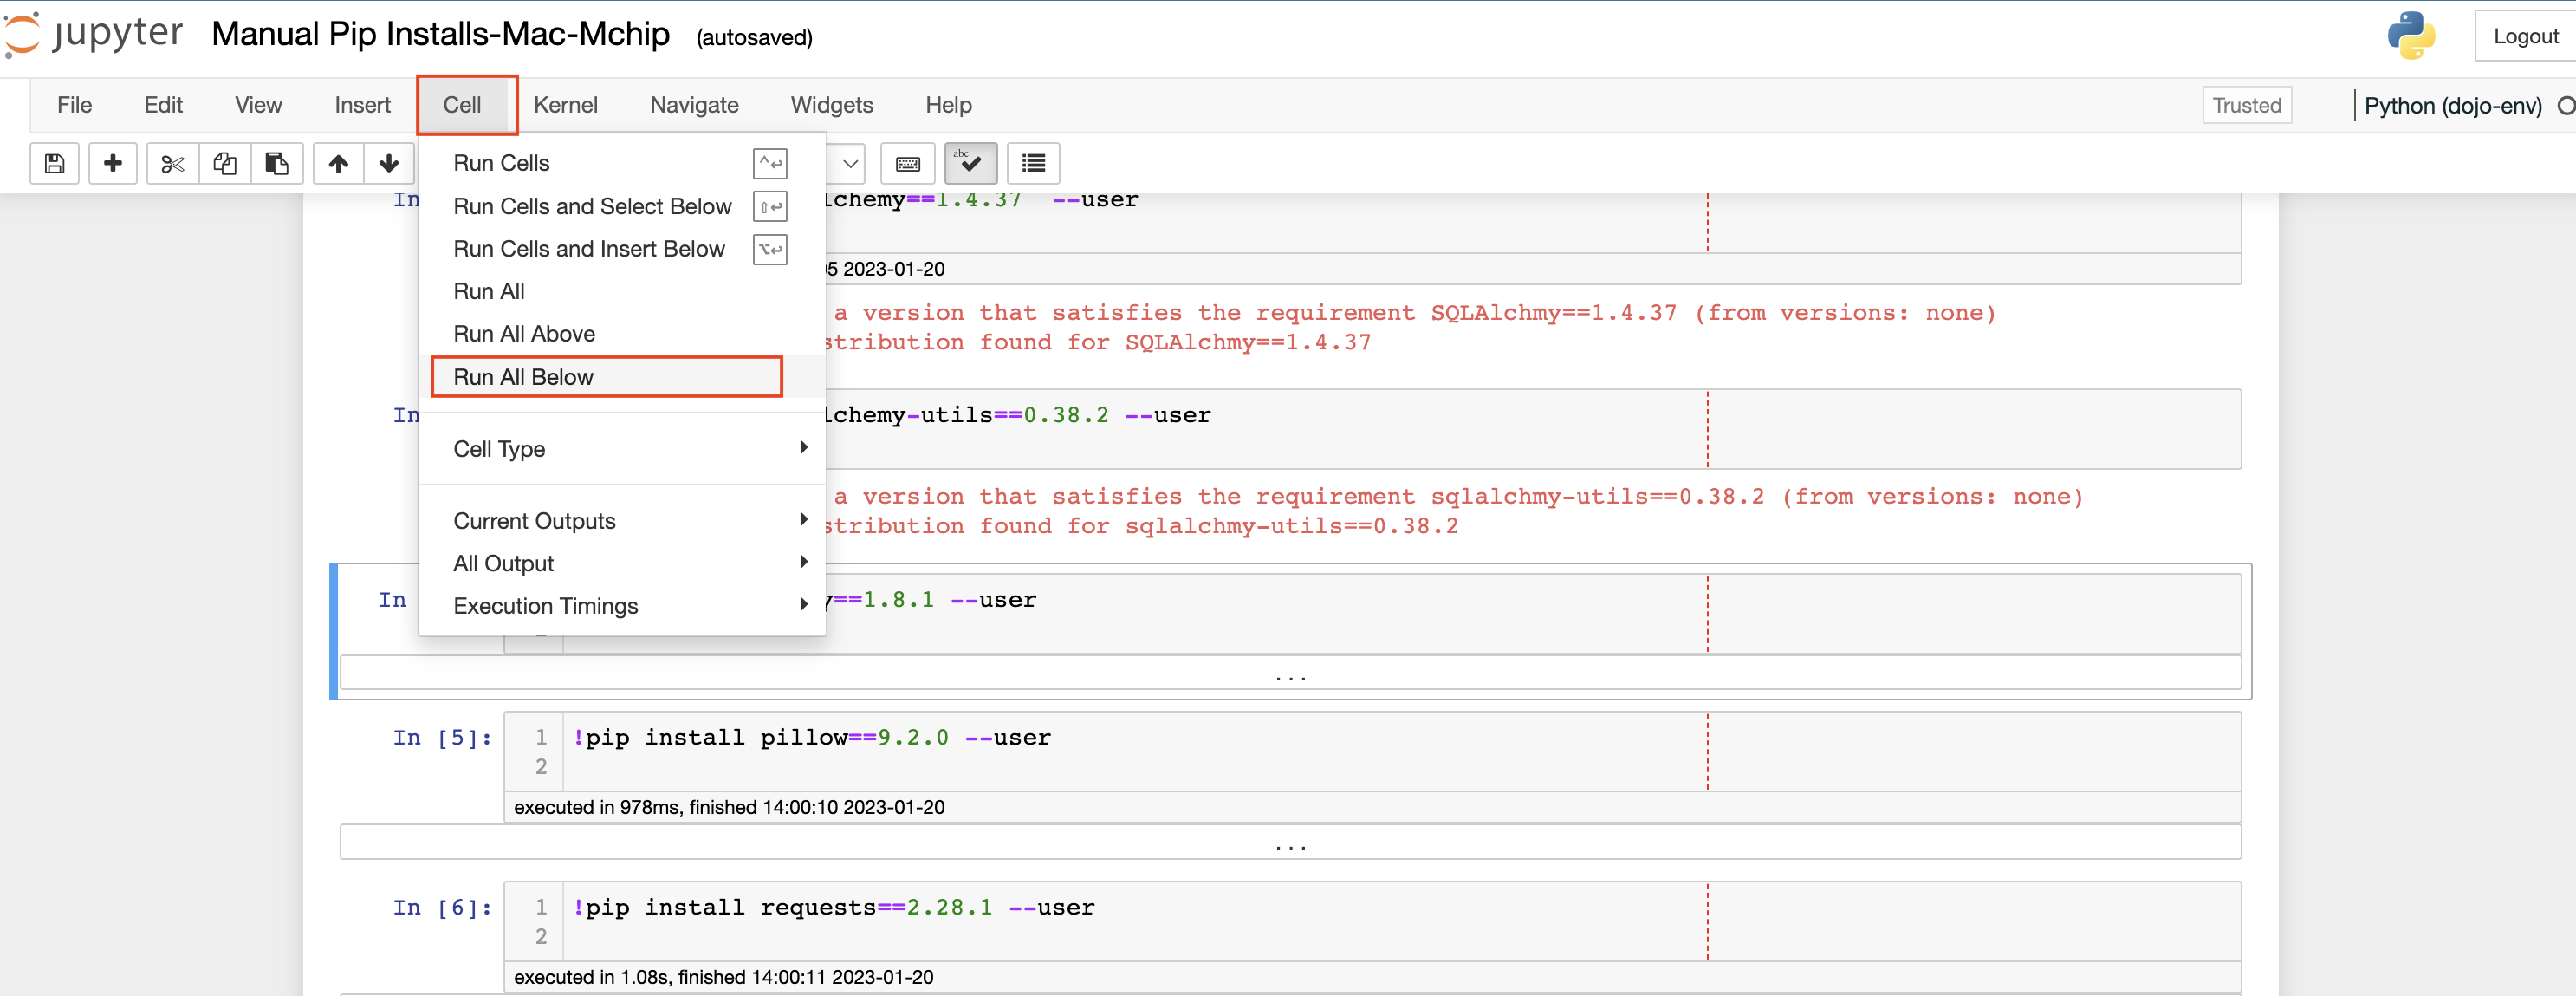 jupyter Manual Pip Installs-Mac-Mchip (autosaved)
Logout
File Edit View Insert Cell Kernel Navigate Widgets Help
Trusted
Python (dojo-env)
abc
Run Cells
Run Cells and Select Below
Run Cells and Insert Below
Run All
Run All Above
Run All Below
Cell Type
Current Outputs
All Output
Execution Timings
In
lchemy==1.4.37 --user
5 2023-01-20
a version that satisfies the requirement SQLAlchmy==1.4.37 (from versions: none)
stribution found for SQLAlchmy==1.4.37
In
lchemy-utils==0.38.2 --user
a version that satisfies the requirement sqlalchmy-utils==0.38.2 (from versions: none)
stribution found for sqlalchmy-utils==0.38.2
In
y==1.8.1 --user
...
In [5]:
1 !pip install pillow==9.2.0 --user
2
executed in 978ms, finished 14:00:10 2023-01-20
...
In [6]:
1 !pip install requests==2.28.1 --user
2
executed in 1.08s, finished 14:00:11 2023-01-20